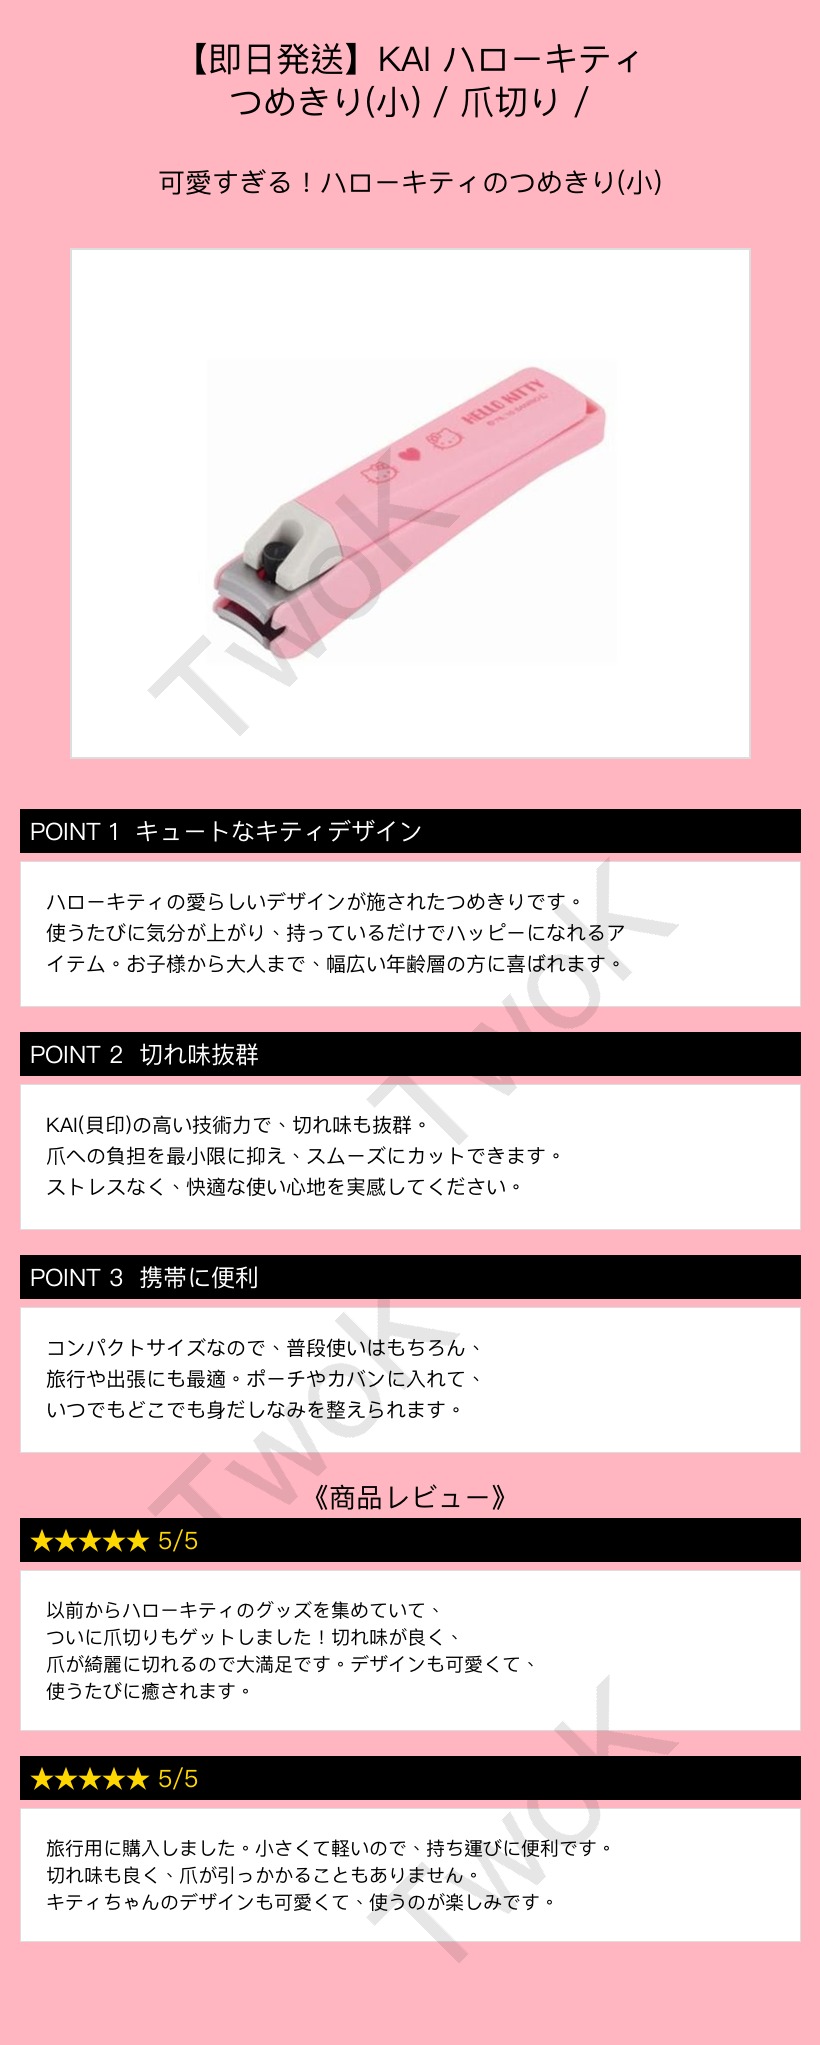 【即日発送】KAI ハローキティ
つめきり(小) / 爪切り /
可愛すぎる！ハローキティのつめきり(小)
HELLO KITTY
TwoK
POINT 1 キュートなキティデザイン
ハローキティの愛らしいデザインが施されたつめきりです。
使うたびに気分が上がり、持っているだけでハッピーになれるア
イテム。お子様から大人まで、幅広い年齢層の方に喜ばれます。
TwoK
POINT 2 切れ味抜群
KAI(貝印)の高い技術力で、切れ味も抜群。
爪への負担を最小限に抑え、スムーズにカットできます。
ストレスなく、快適な使い心地を実感してください。
POINT 3 携帯に便利
コンパクトサイズなので、普段使いはもちろん、
旅行や出張にも最適。ポーチやカバンに入れて、
いつでもどこでも身だしなみを整えられます。
TwoK
《商品レビュー》
★★★★★ 5/5
以前からハローキティのグッズを集めていて、
ついに爪切りもゲットしました！切れ味が良く、
爪が綺麗に切れるので大満足です。デザインも可愛くて、
使うたびに癒されます。
★★★★★ 5/5
旅行用に購入しました。小さくて軽いので、持ち運びに便利です。
切れ味も良く、爪が引っかかることもありません。
キティちゃんのデザインも可愛くて、使うのが楽しみです。
TwoK